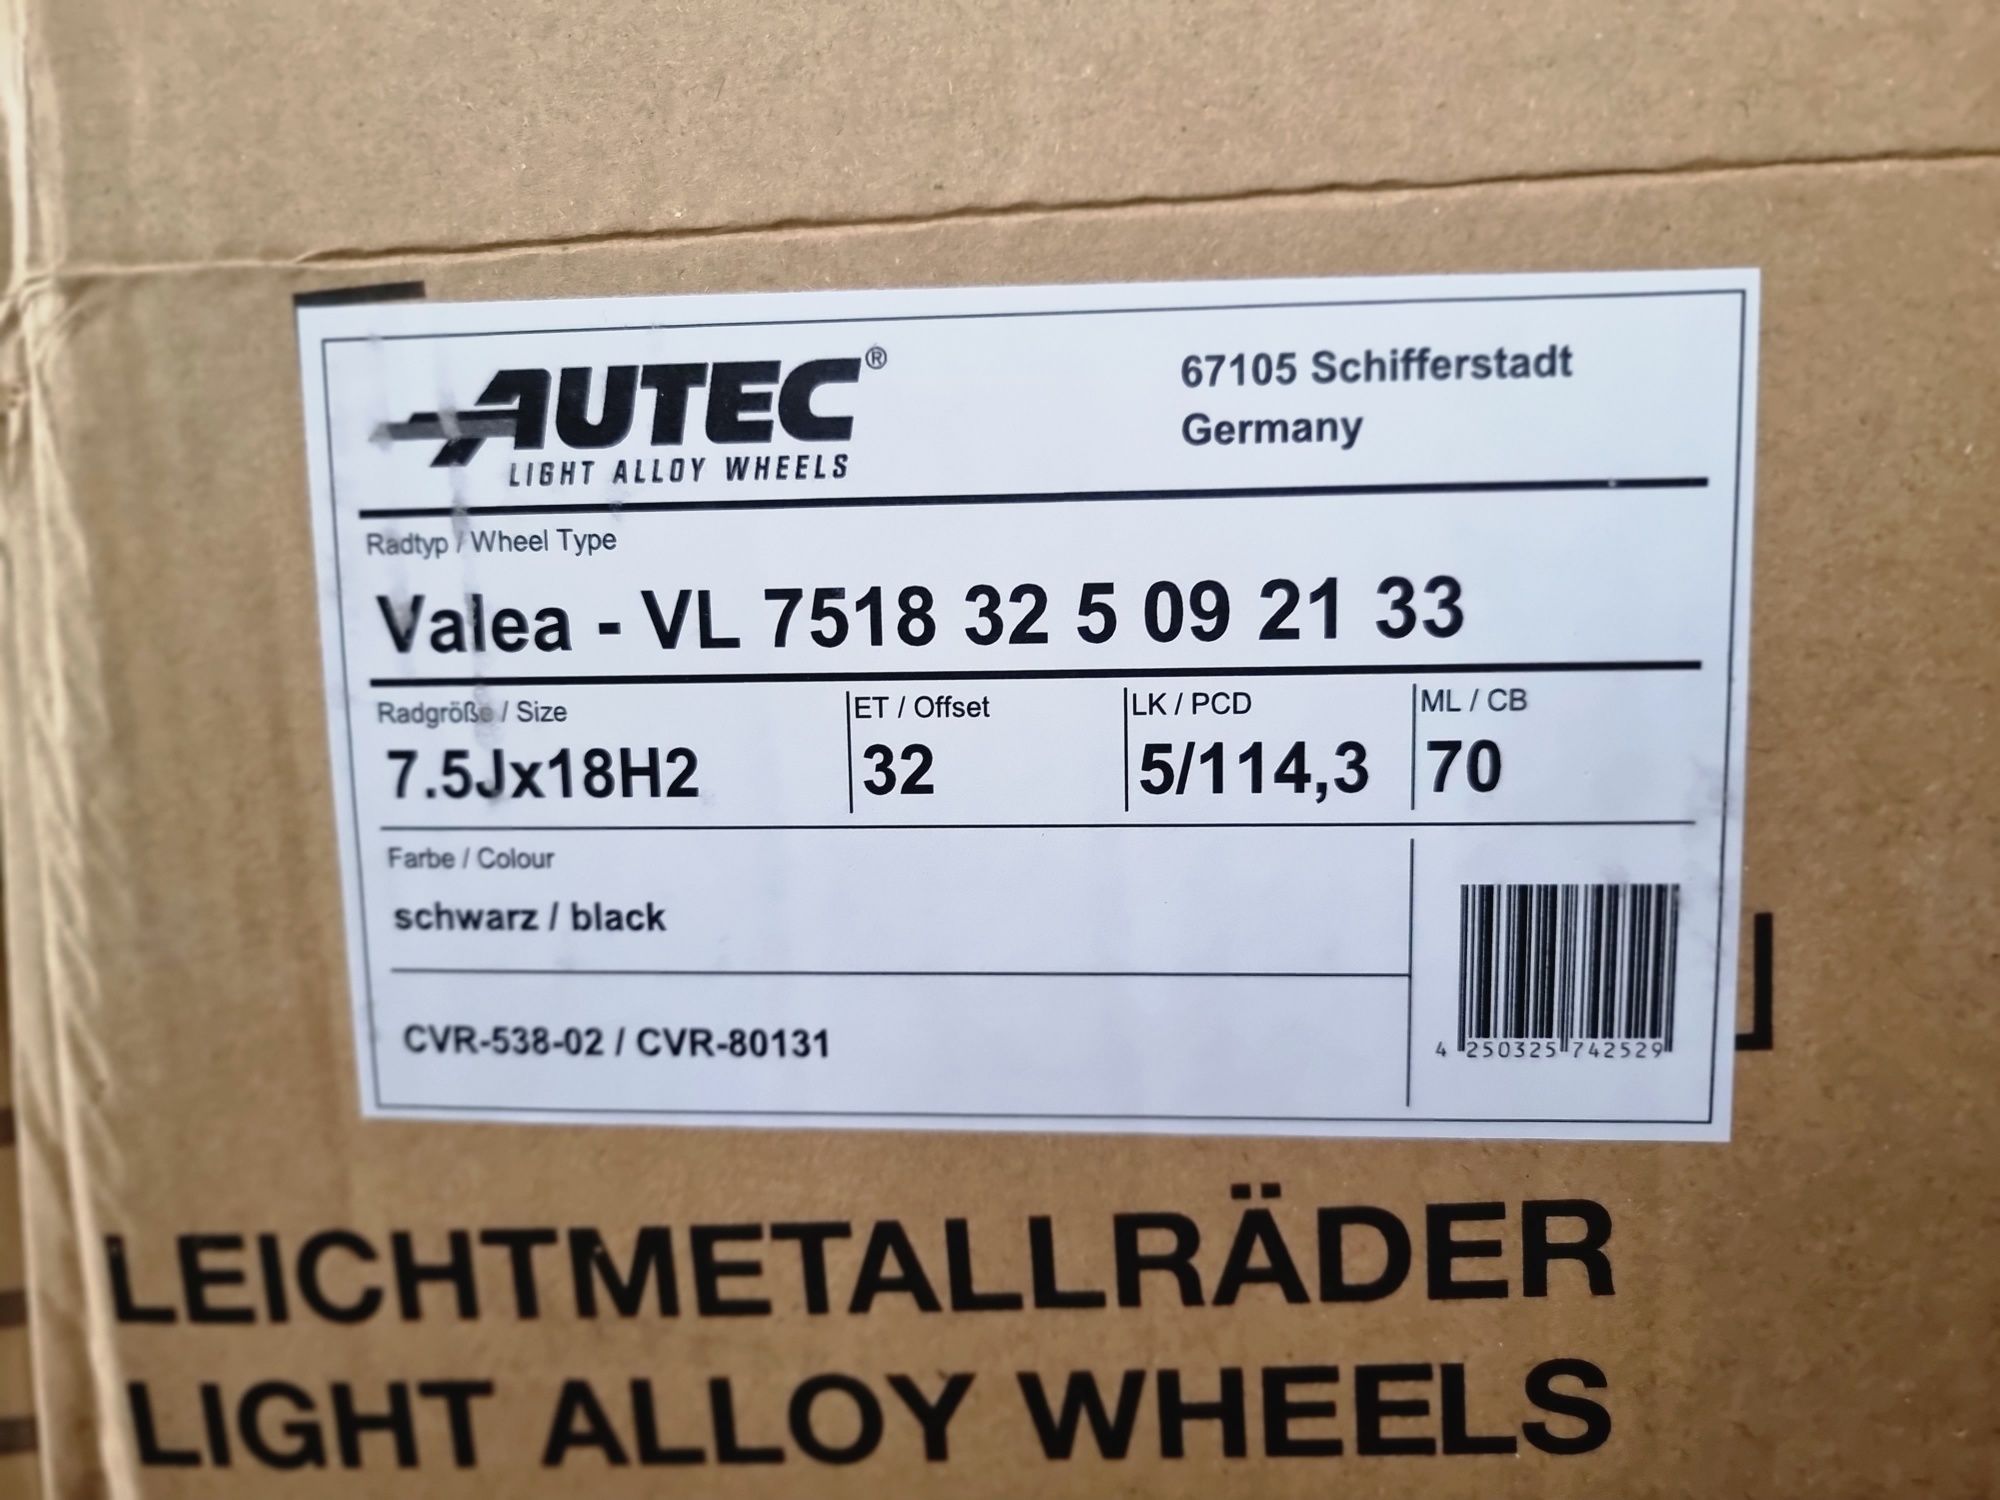 AUTEC®
LIGHT ALLOY WHEELS
67105 Schifferstadt
Germany
Radtyp / Wheel Type
Valea - VL 7518 32 5 09 21 33
Radgröße / Size
7.5Jx18H2
ET / Offset
32
LK / PCD
5/114,3
ML / CB
70
Farbe / Colour
schwarz / black
CVR-538-02 / CVR-80131
4 250325 742529
LEICHTMETALLRÄDER
LIGHT ALLOY WHEELS